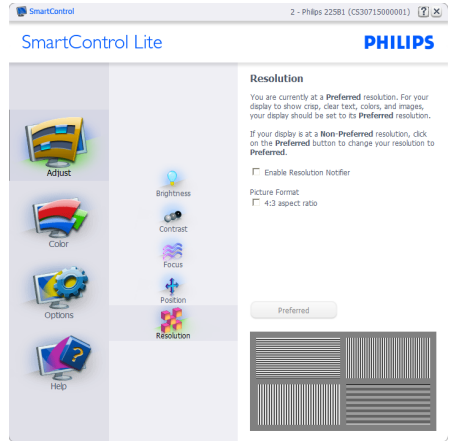 SmartControl
2 - Philips 225B1 (CS30715000001)
?
SmartControl Lite
PHILIPS
Adjust
Color
Options
Help
Brightness
Contrast
Focus
Position
Resolution
Resolution
You are currently at a Preferred resolution. For your
display to show crisp, clear text, colors, and images,
your display should be set to its Preferred resolution.
If your display is at a Non-Preferred resolution, click
on the Preferred button to change your resolution to
Preferred.
Enable Resolution Notifier
Picture Format
4:3 aspect ratio
Preferred